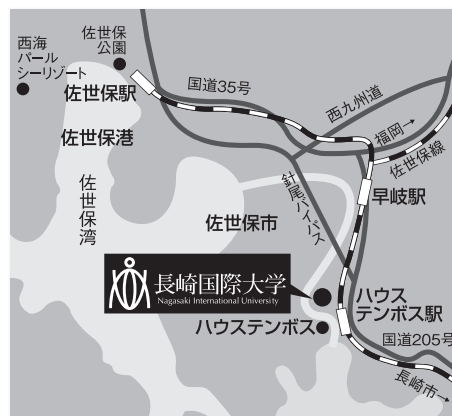 西海
パール
シーリゾート
佐世保
公園
佐世保駅
国道35号
西九州道
福岡→
佐世保線
佐世保港
佐世保湾
針尾バイパス
早岐駅
佐世保市
長崎国際大学
Nagasaki International University
ハウステンボス
ハウス
テンボス駅
国道205号
長崎市→